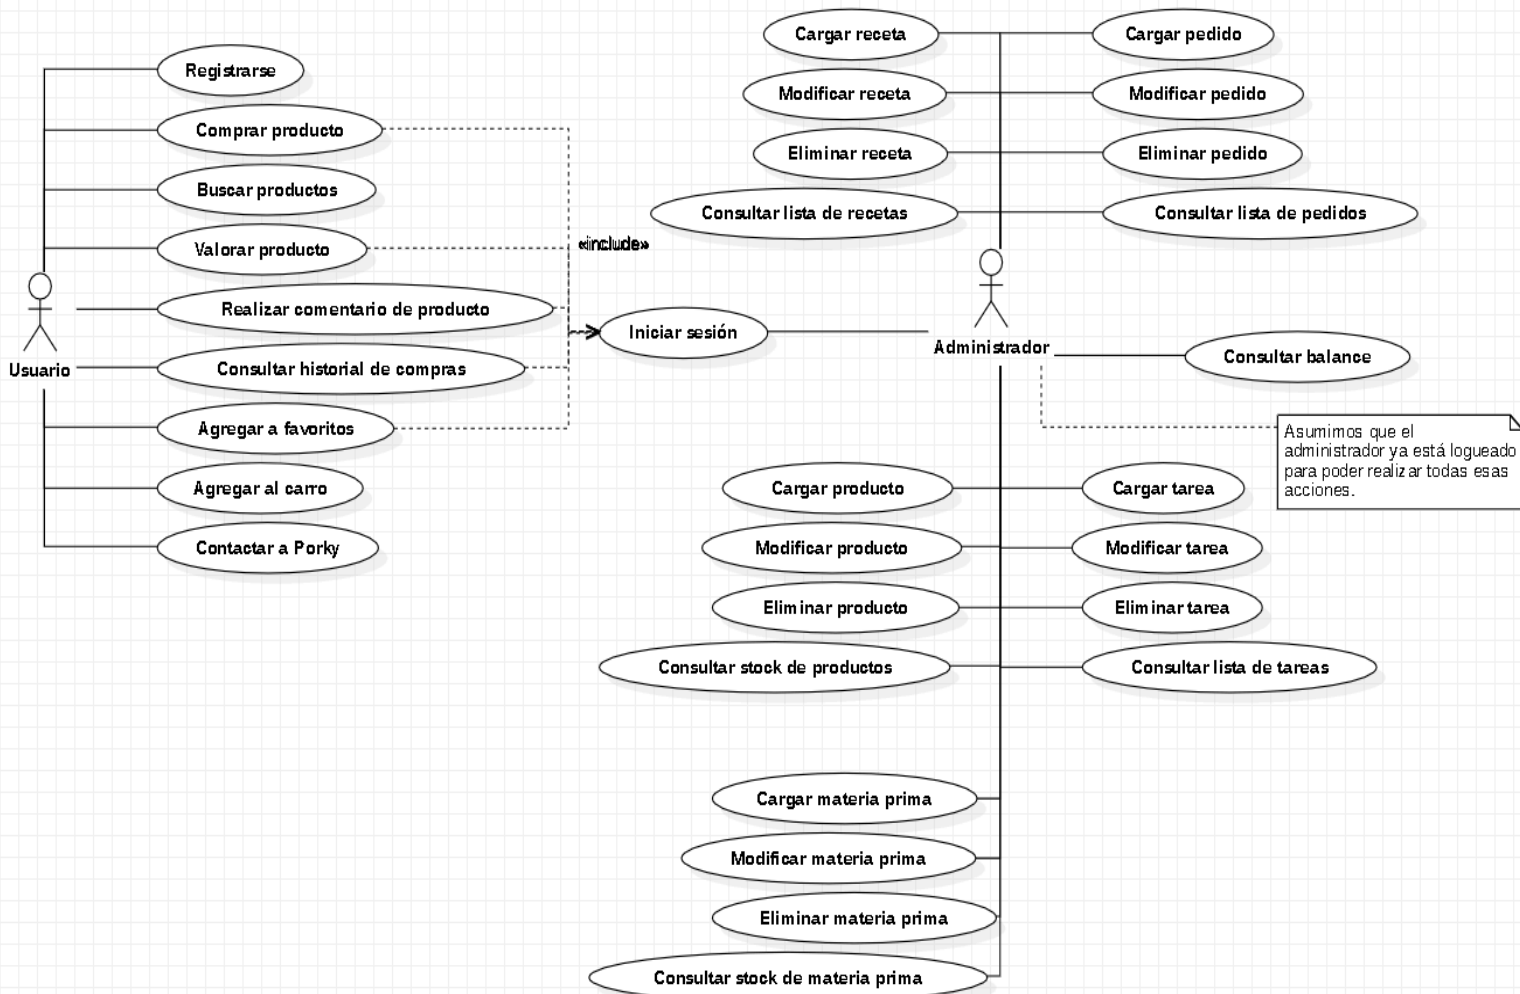 Cargar receta
Cargar pedido
Registrarse
Modificar receta
Modificar pedido
Comprar producto
Eliminar receta
Eliminar pedido
Buscar productos
Consultar lista de recetas
Consultar lista de pedidos
Valorar producto
«include»
Realizar comentario de producto
Iniciar sesión
Administrador
Consultar balance
Usuario
Consultar historial de compras
Agregar a favoritos
Asumimos que el
administrador ya está logueado
para poder realizar todas esas
acciones.
Agregar al carro
Cargar producto
Cargar tarea
Contactar a Porky
Modificar producto
Modificar tarea
Eliminar producto
Eliminar tarea
Consultar stock de productos
Consultar lista de tareas
Cargar materia prima
Modificar materia prima
Eliminar materia prima
Consultar stock de materia prima